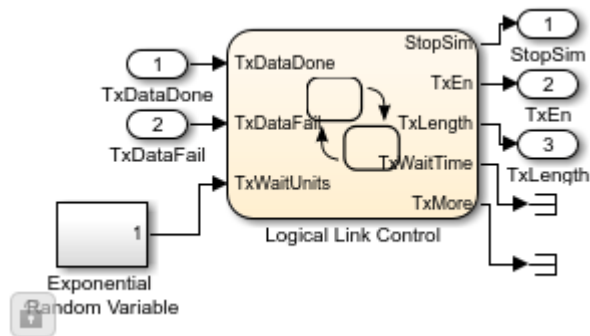 1
StopSim
StopSim
1
TxDataDone
TxDataDone
TxEn
2
TxEn
2
TxDataFail
TxDataFail
TxLength
3
TxLength
TxWaitUnits
TxWaitTime
TxMore
1
Logical Link Control
Exponential
Random Variable